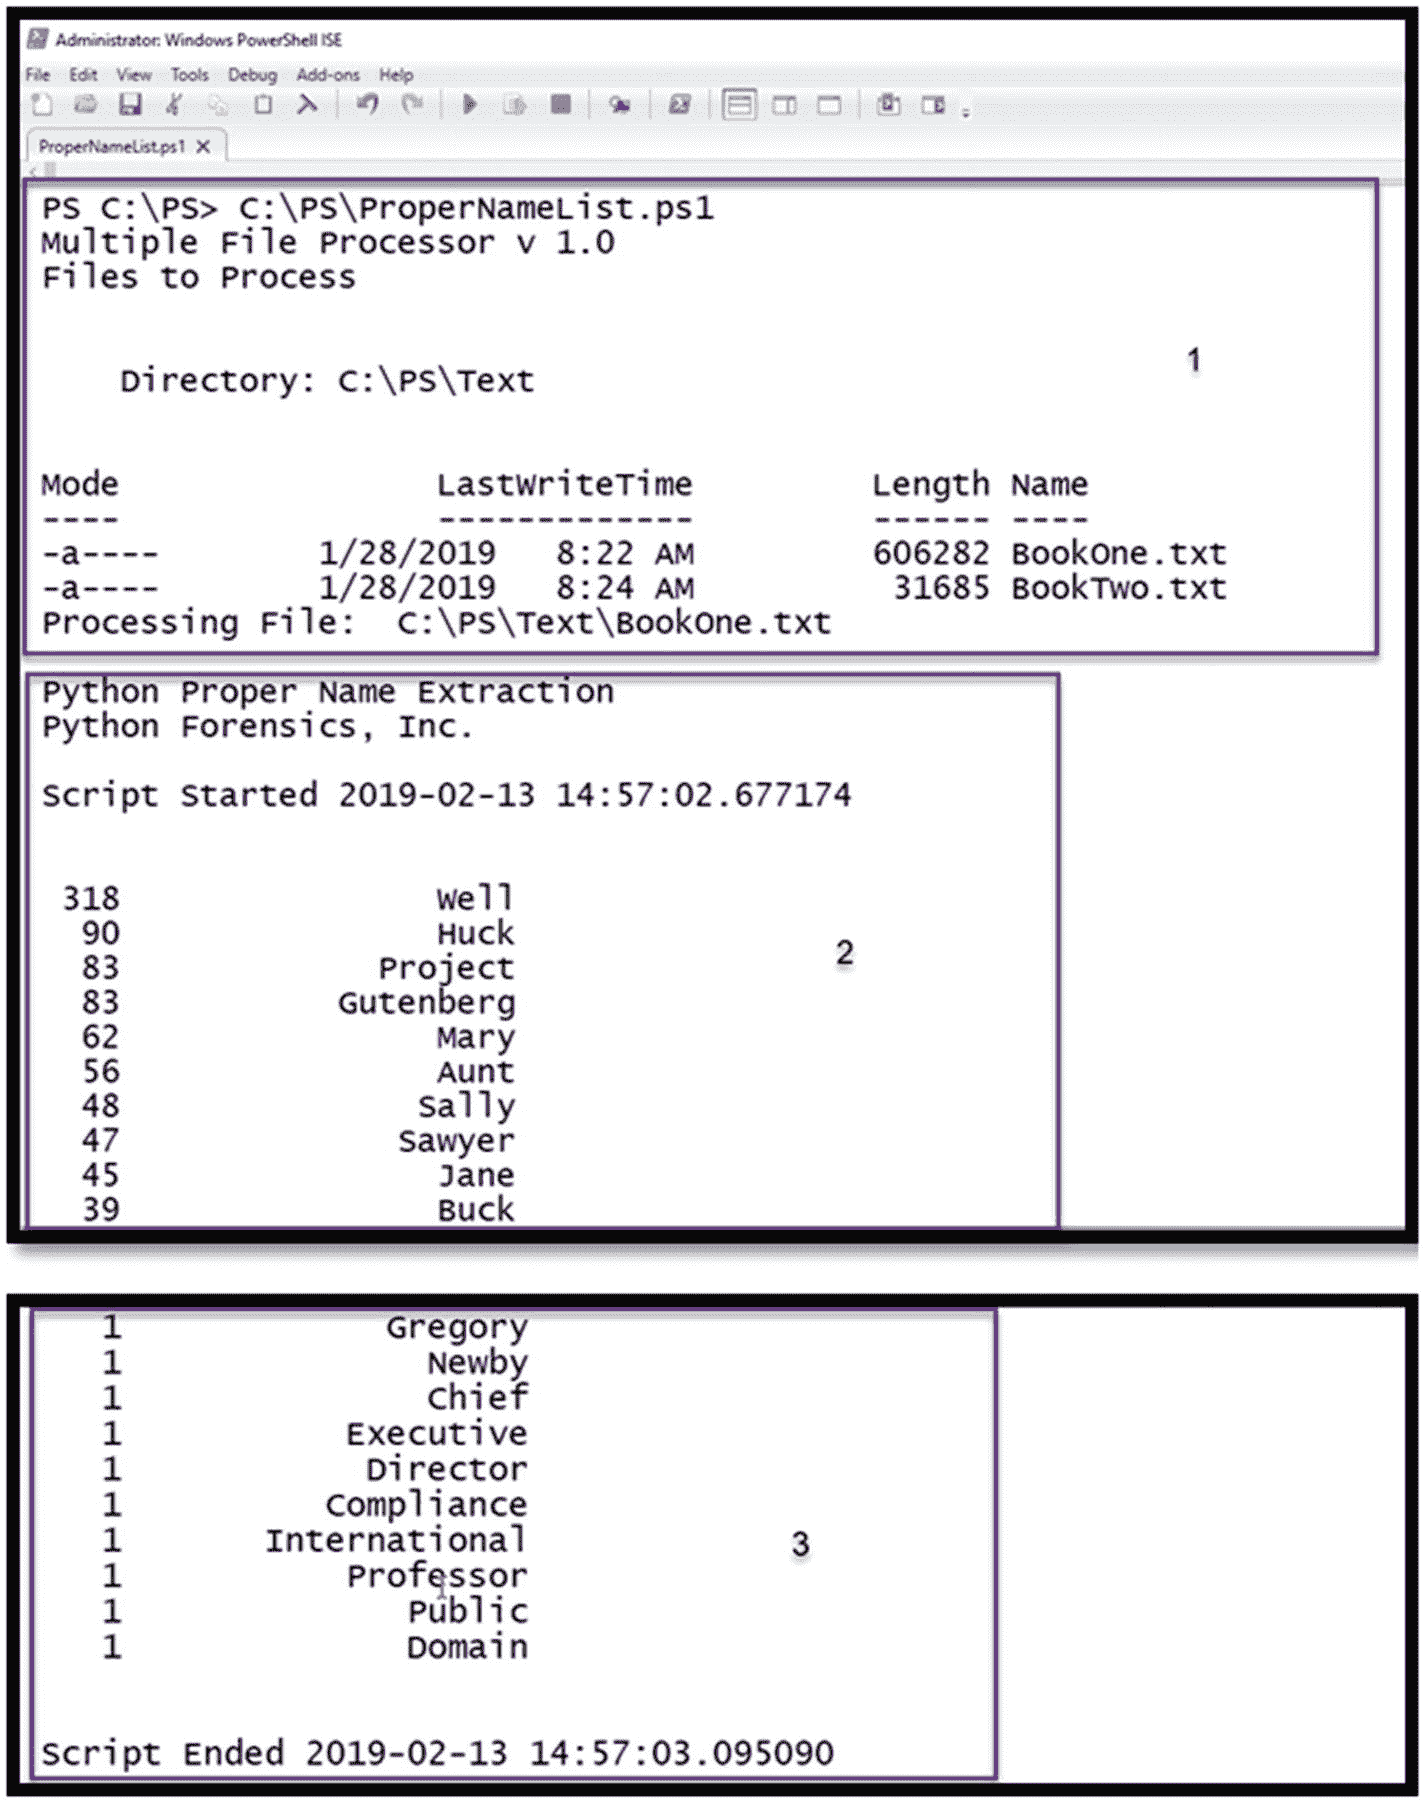 Administrator: Windows PowerShell ISE
File Edit View Tools Debug Add-ons Help
ProperNameList.ps1 X
PS C:\PS> C:\PS\ProperNameList.ps1
Multiple File Processor v 1.0
Files to Process
Directory: C:\PS\Text
1
Mode LastWriteTime Length Name
---- ------------- ------ ----
-a---- 1/28/2019 8:22 AM 606282 BookOne.txt
-a---- 1/28/2019 8:24 AM 31685 BookTwo.txt
Processing File: C:\PS\Text\BookOne.txt
Python Proper Name Extraction
Python Forensics, Inc.
Script Started 2019-02-13 14:57:02.677174
318 Well
90 Huck
2
83 Project
83 Gutenberg
62 Mary
56 Aunt
48 Sally
47 Sawyer
45 Jane
39 Buck
1 Gregory
1 Newby
1 Chief
1 Executive
1 Director
1 Compliance
1 International
3
1 Professor
1 Public
1 Domain
Script Ended 2019-02-13 14:57:03.095090